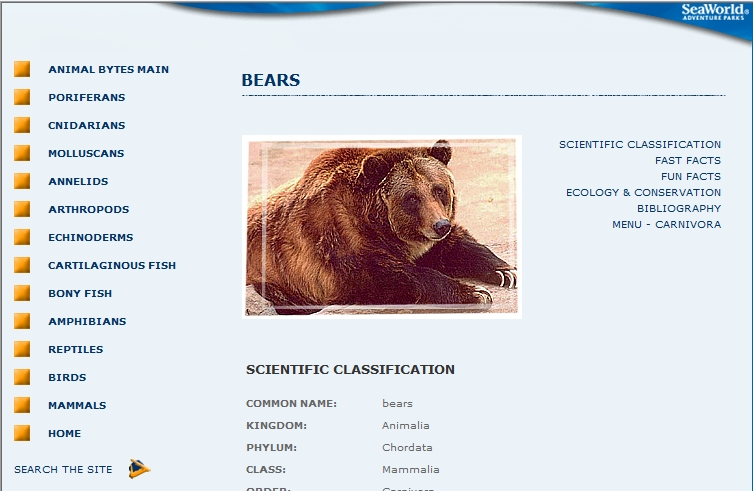 SeaWorld®
ADVENTURE PARKS
ANIMAL BYTES MAIN
PORIFERANS
CNIDARIANS
MOLLUSCANS
ANNELIDS
ARTHROPODS
ECHINODERMS
CARTILAGINOUS FISH
BONY FISH
AMPHIBIANS
REPTILES
BIRDS
MAMMALS
HOME
SEARCH THE SITE
BEARS
SCIENTIFIC CLASSIFICATION
FAST FACTS
FUN FACTS
ECOLOGY & CONSERVATION
BIBLIOGRAPHY
MENU - CARNIVORA
SCIENTIFIC CLASSIFICATION
COMMON NAME: bears
KINGDOM: Animalia
PHYLUM: Chordata
CLASS: Mammalia
ORDER: Carnivora